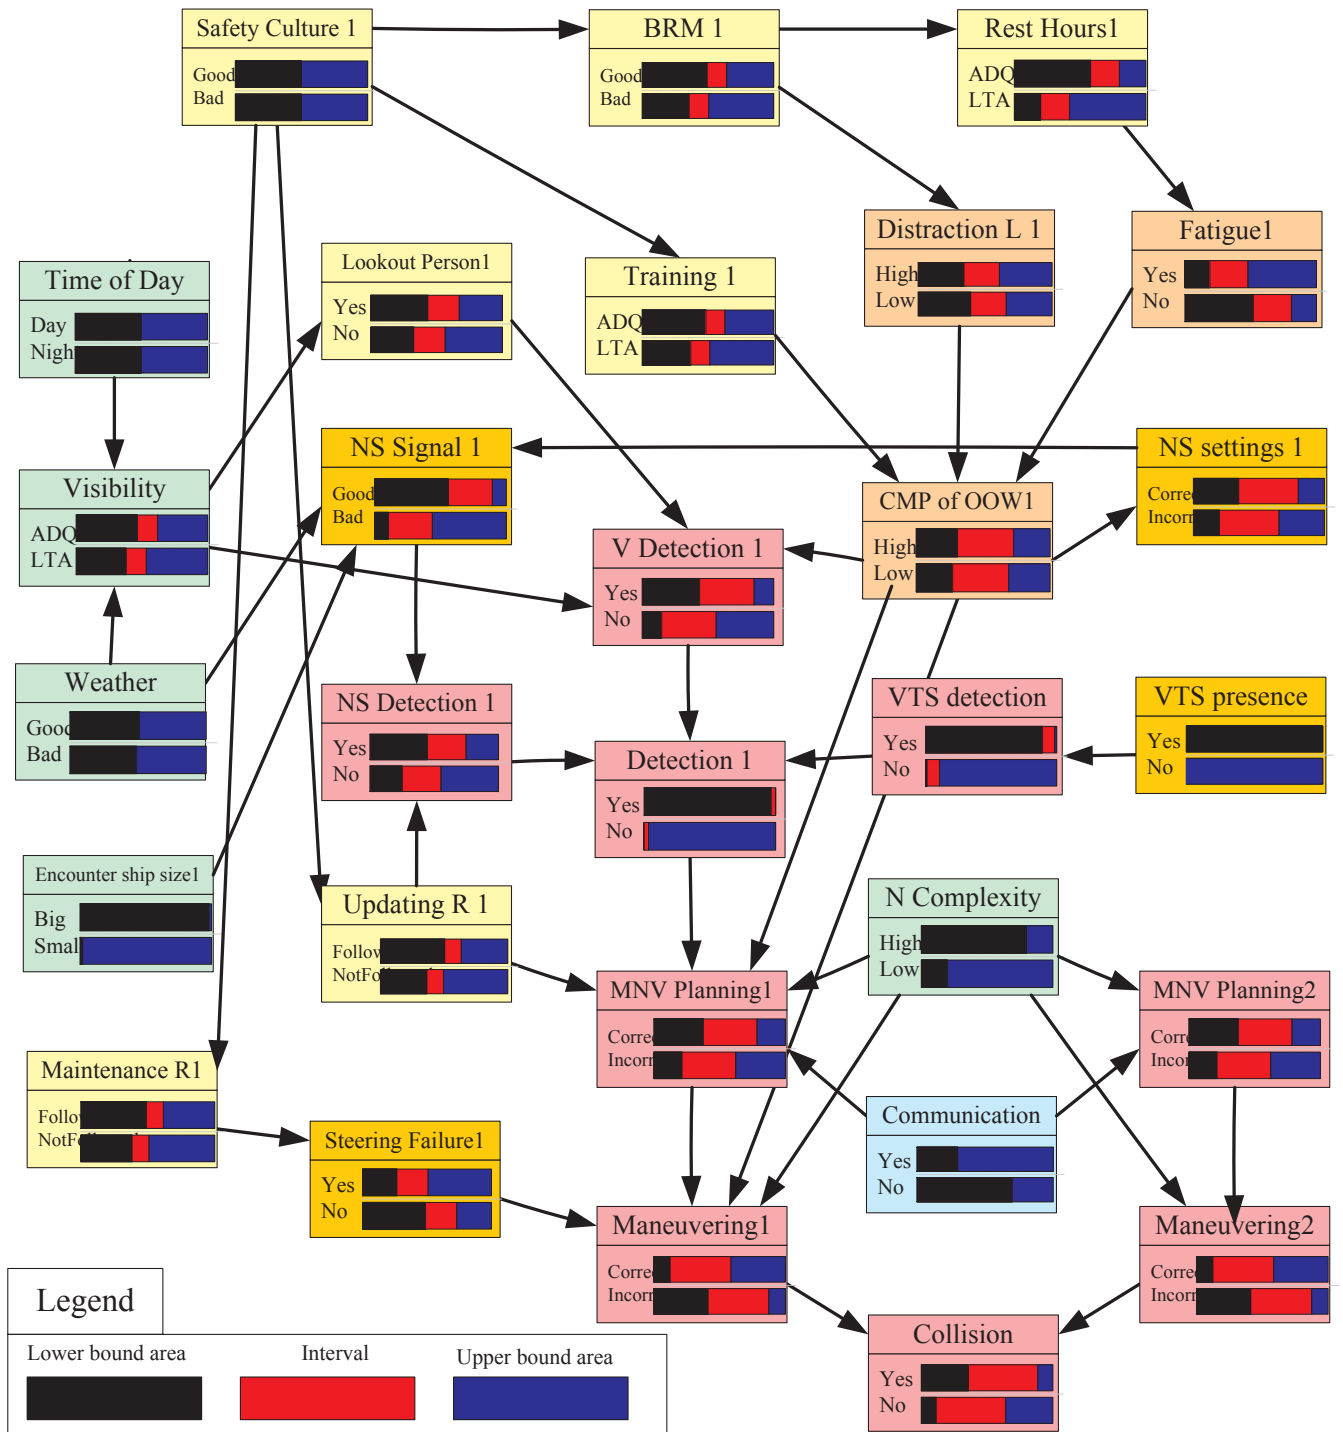 Safety Culture 1
Good
Bad
BRM 1
Good
Bad
Rest Hours1
ADQ
LTA
Distraction L 1
High
Low
Fatigue1
Yes
No
Time of Day
Day
Nigh
Lookout Person1
Yes
No
Training 1
ADQ
LTA
NS Signal 1
Good
Bad
NS settings 1
Corre
Incorr
Visibility
ADQ
LTA
CMP of OOW1
High
Low
V Detection 1
Yes
No
Weather
Good
Bad
NS Detection 1
Yes
No
VTS detection
Yes
No
VTS presence
Yes
No
Detection 1
Yes
No
Encounter ship size1
Big
Smal
Updating R 1
Follow
NotFo
N Complexity
High
Low
MNV Planning1
Corre
Incorr
MNV Planning2
Corre
Incorr
Maintenance R1
Follo
NotFo
Communication
Yes
No
Steering Failure1
Yes
No
Maneuvering1
Corre
Incorr
Maneuvering2
Corre
Incorr
Collision
Yes
No
Legend
Lower bound area
Interval
Upper bound area